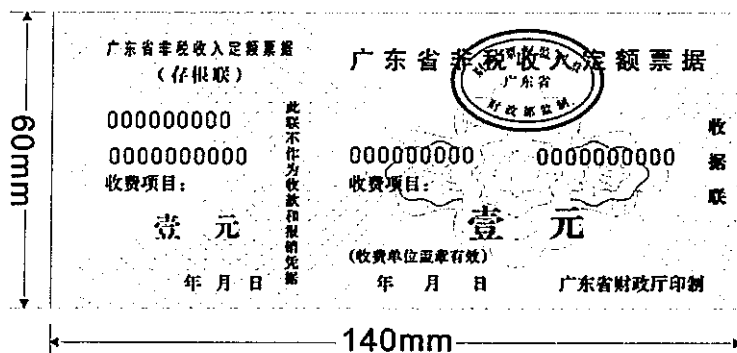 60mm
广东省非税收入定额票据
（存根联）
000000000
0000000000
收费项目：
壹 元
年 月 日
此联不作为收款和报销凭据
广东省非税收入定额票据
广东省
财政部监制
000000000 0000000000
收费项目：
壹 元
(收费单位盖章有效)
年 月 日 广东省财政厅印制
收据联
140mm